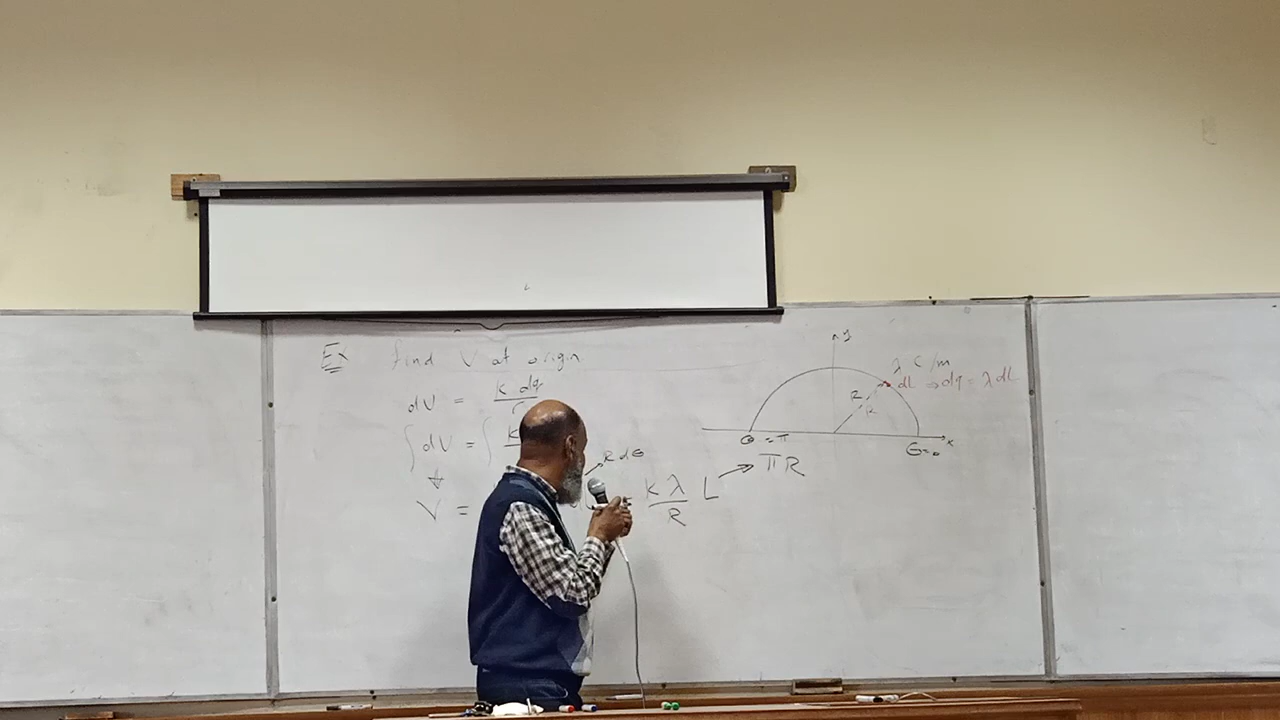 Ex find V at origin
dV = K dq / r
∫dV = ∫ K
V = K λ / R L → πR
R dθ
y
λ C/m
dL ⇒ dq = λ dL
R
R
θ = π
θ = 0
x